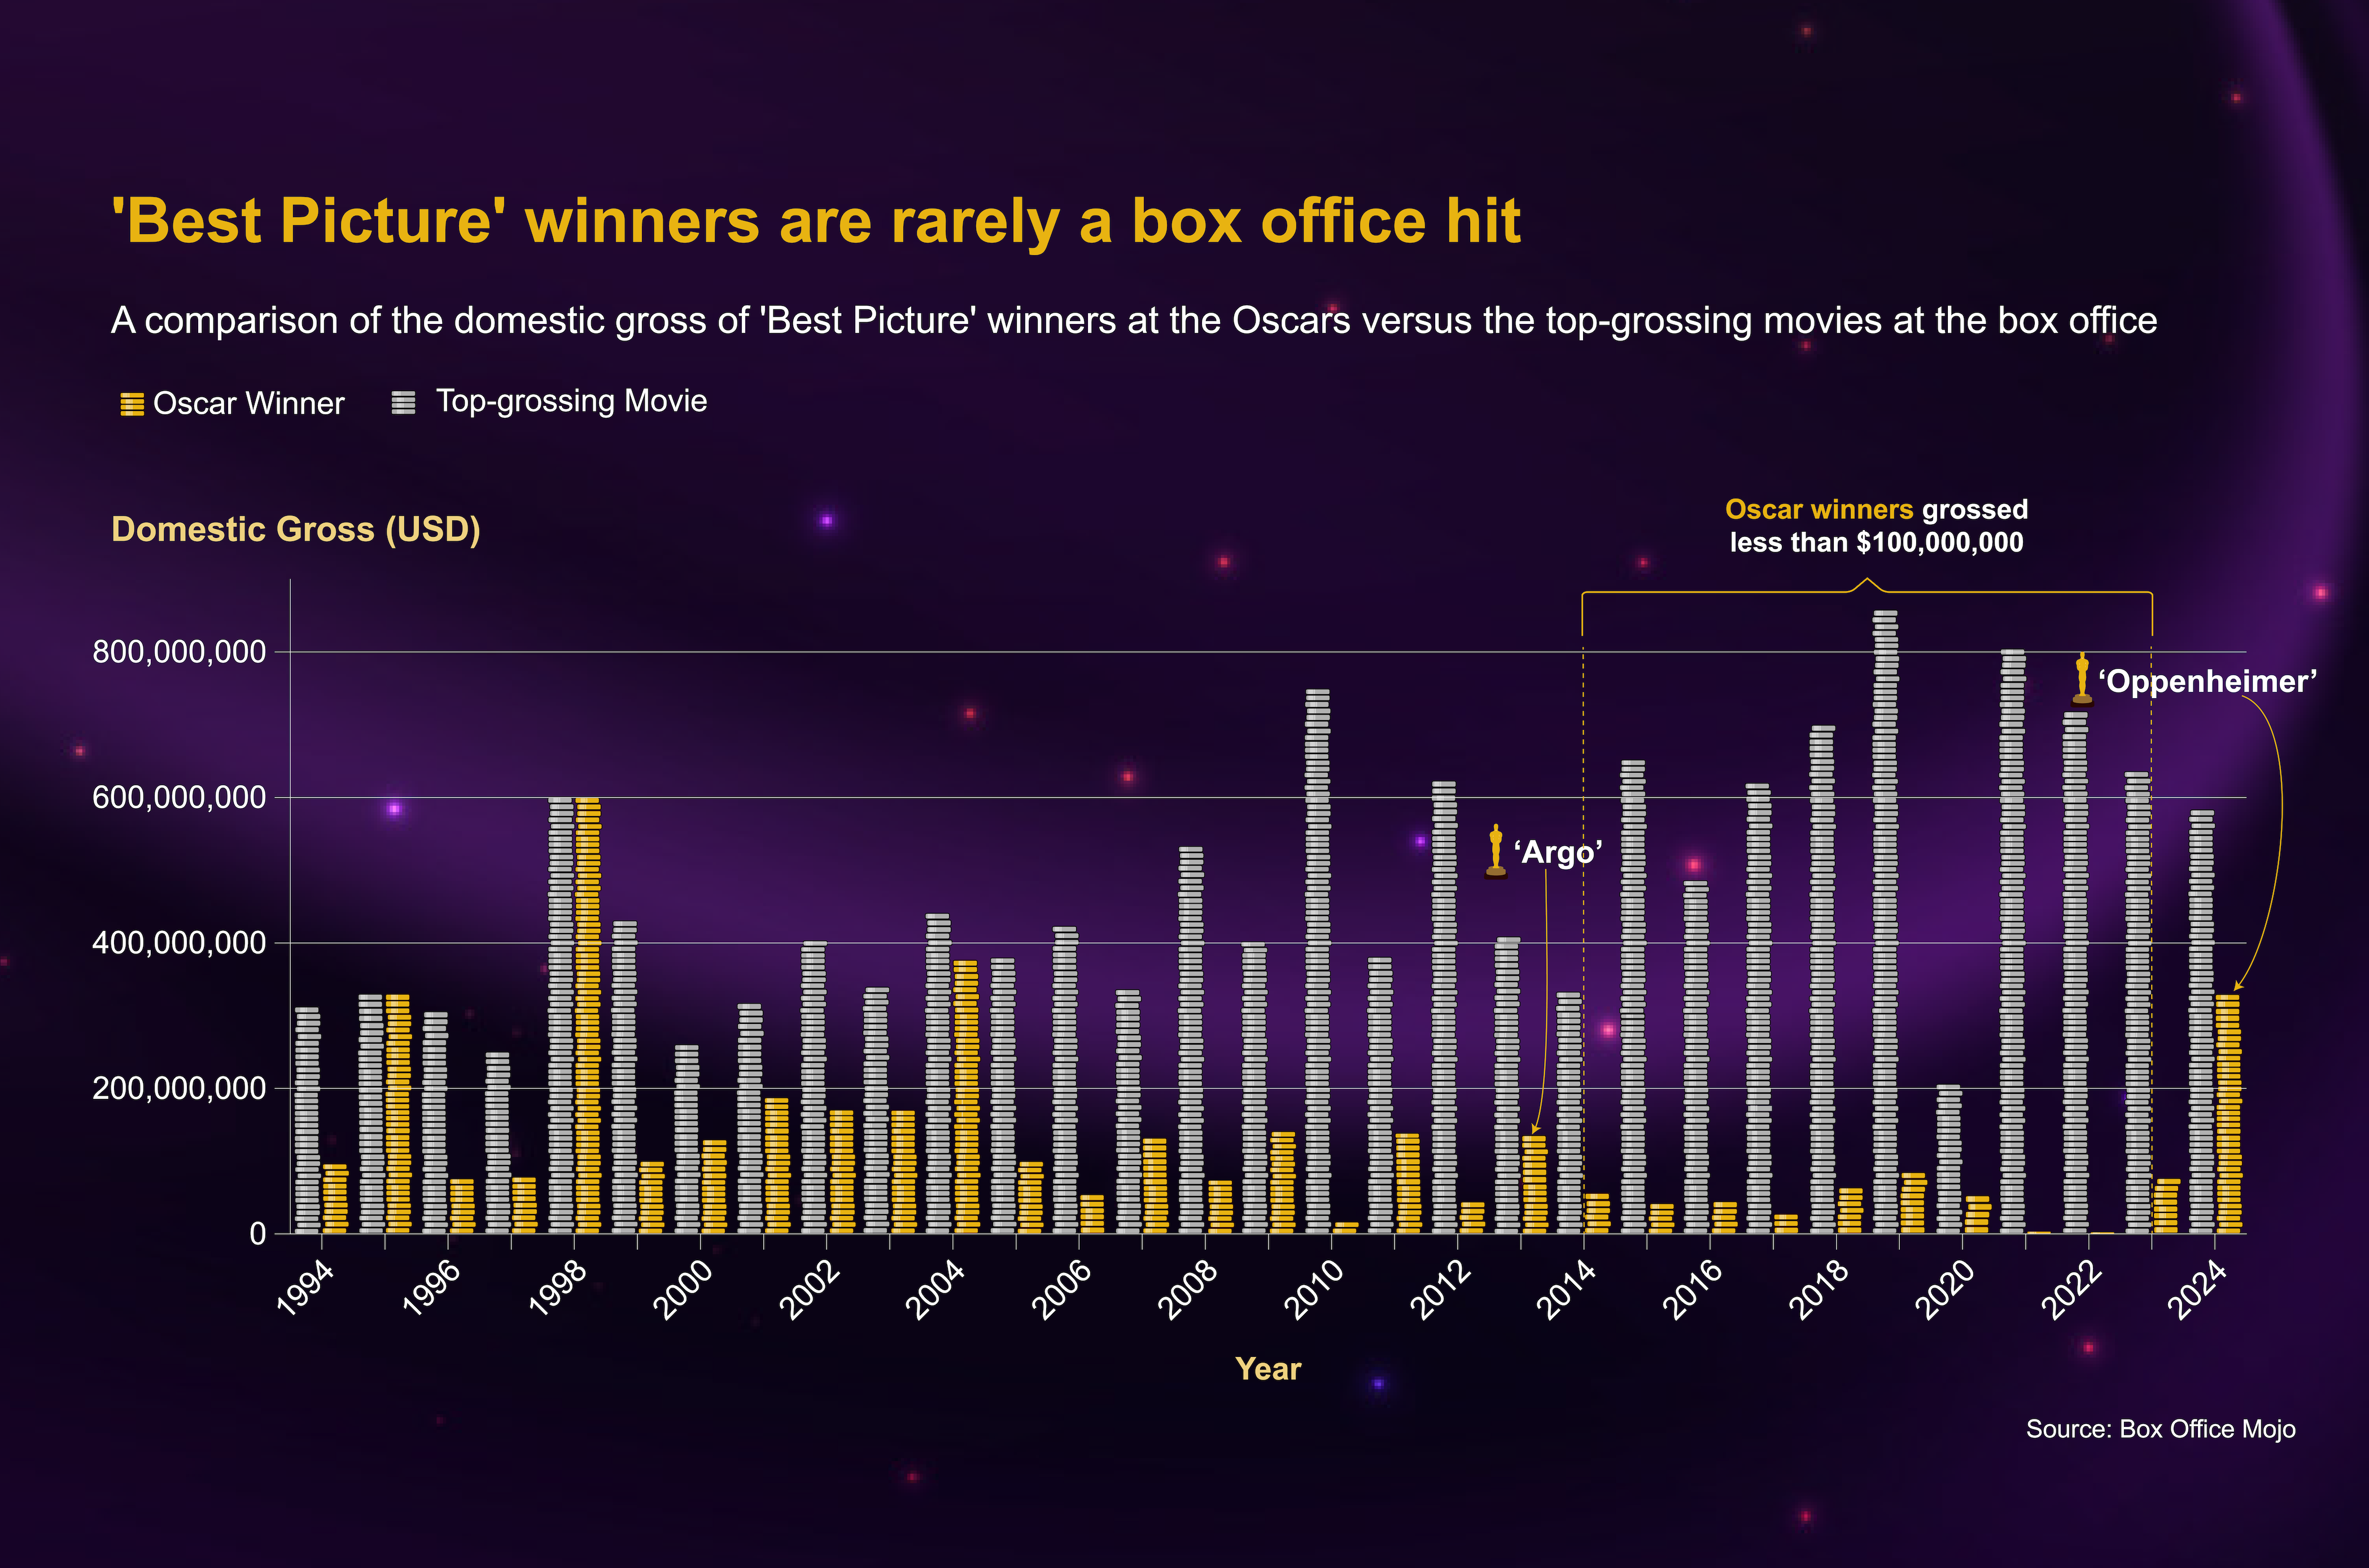 'Best Picture' winners are rarely a box office hit
A comparison of the domestic gross of 'Best Picture' winners at the Oscars versus the top-grossing movies at the box office
Oscar Winner
Top-grossing Movie
Domestic Gross (USD)
Oscar winners grossed
less than $100,000,000
800,000,000
600,000,000
400,000,000
200,000,000
0
‘Oppenheimer’
‘Argo’
1994
1996
1998
2000
2002
2004
2006
2008
2010
2012
2014
2016
2018
2020
2022
2024
Year
Source: Box Office Mojo